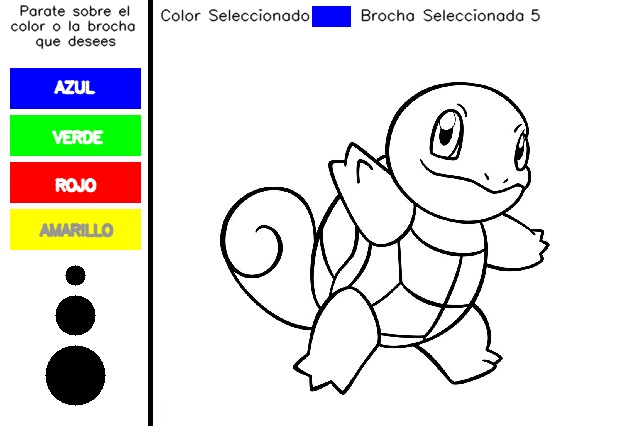 Parate sobre el
color o la brocha
que desees
Color Seleccionado
Brocha Seleccionada 5
AZUL
VERDE
ROJO
AMARILLO